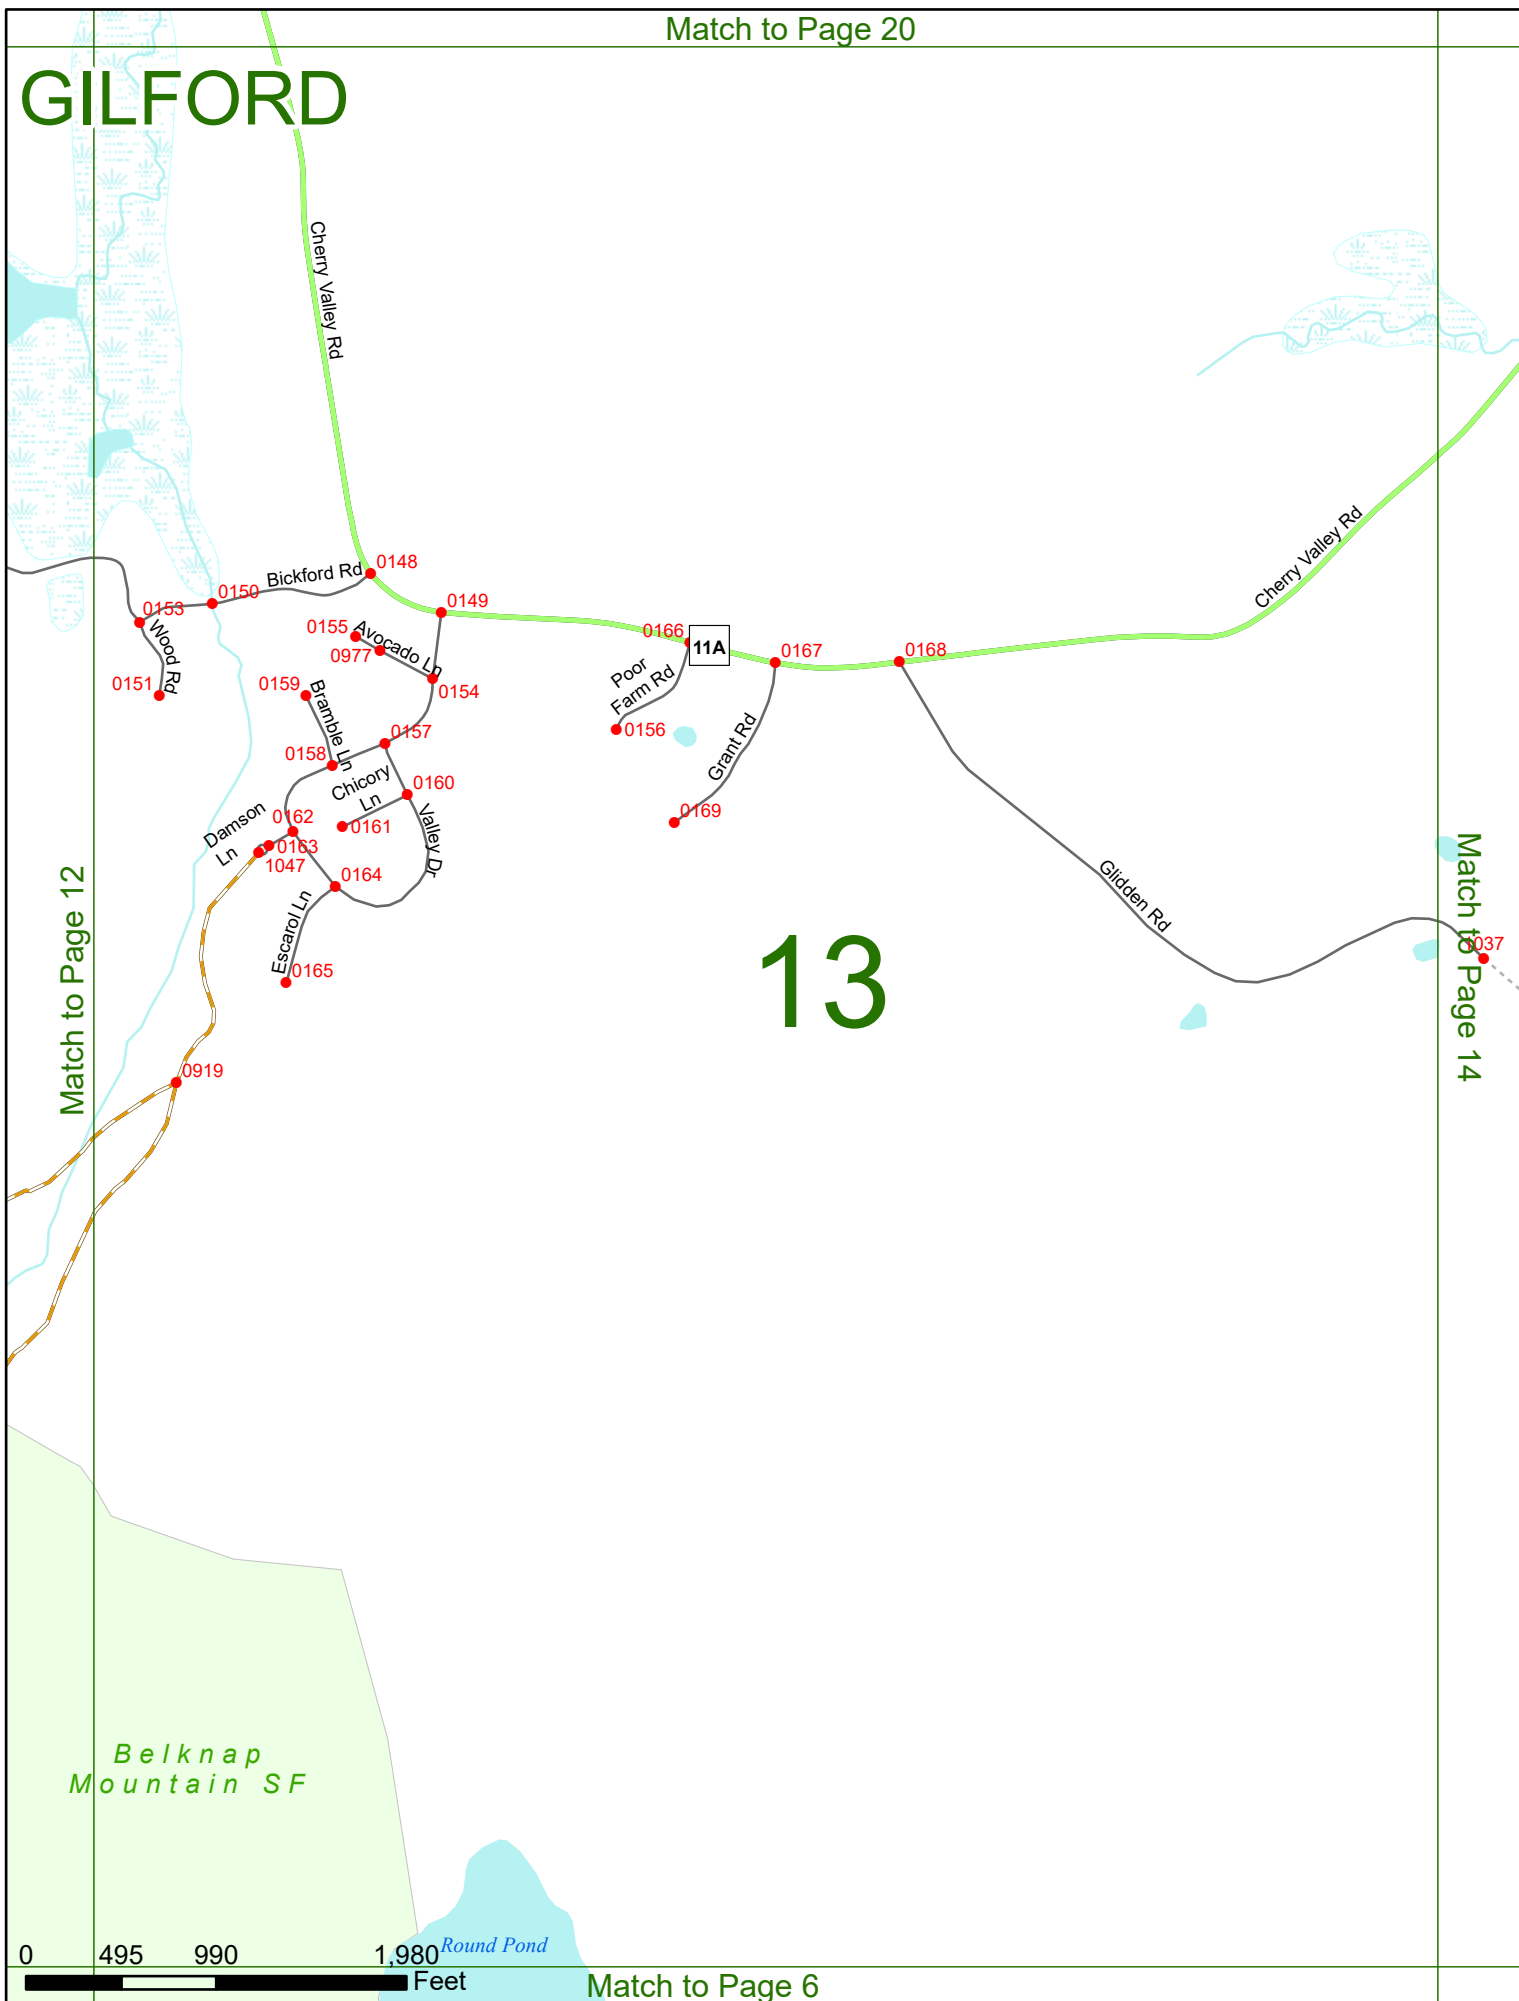 Match to Page 20
GILFORD
Cherry Valley Rd
Cherry Valley Rd
0148
Bickford Rd
0150
0149
0153
0155
Avocado Ln
0166
11A
0167
0168
Wood Rd
0977
Poor
Farm Rd
0151
0159
Bramble Ln
0154
0156
0157
Grant Rd
0158
Chicory
Ln
0160
Damson
Ln
0162
0161
Valley Dr
0169
0163
1047
0164
Glidden Rd
Match to Page 12
Match to Page 14
Escarol Ln
0165
13
1037
0919
Belknap
Mountain SF
Round Pond
0 495 990 1,980
Feet
Match to Page 6